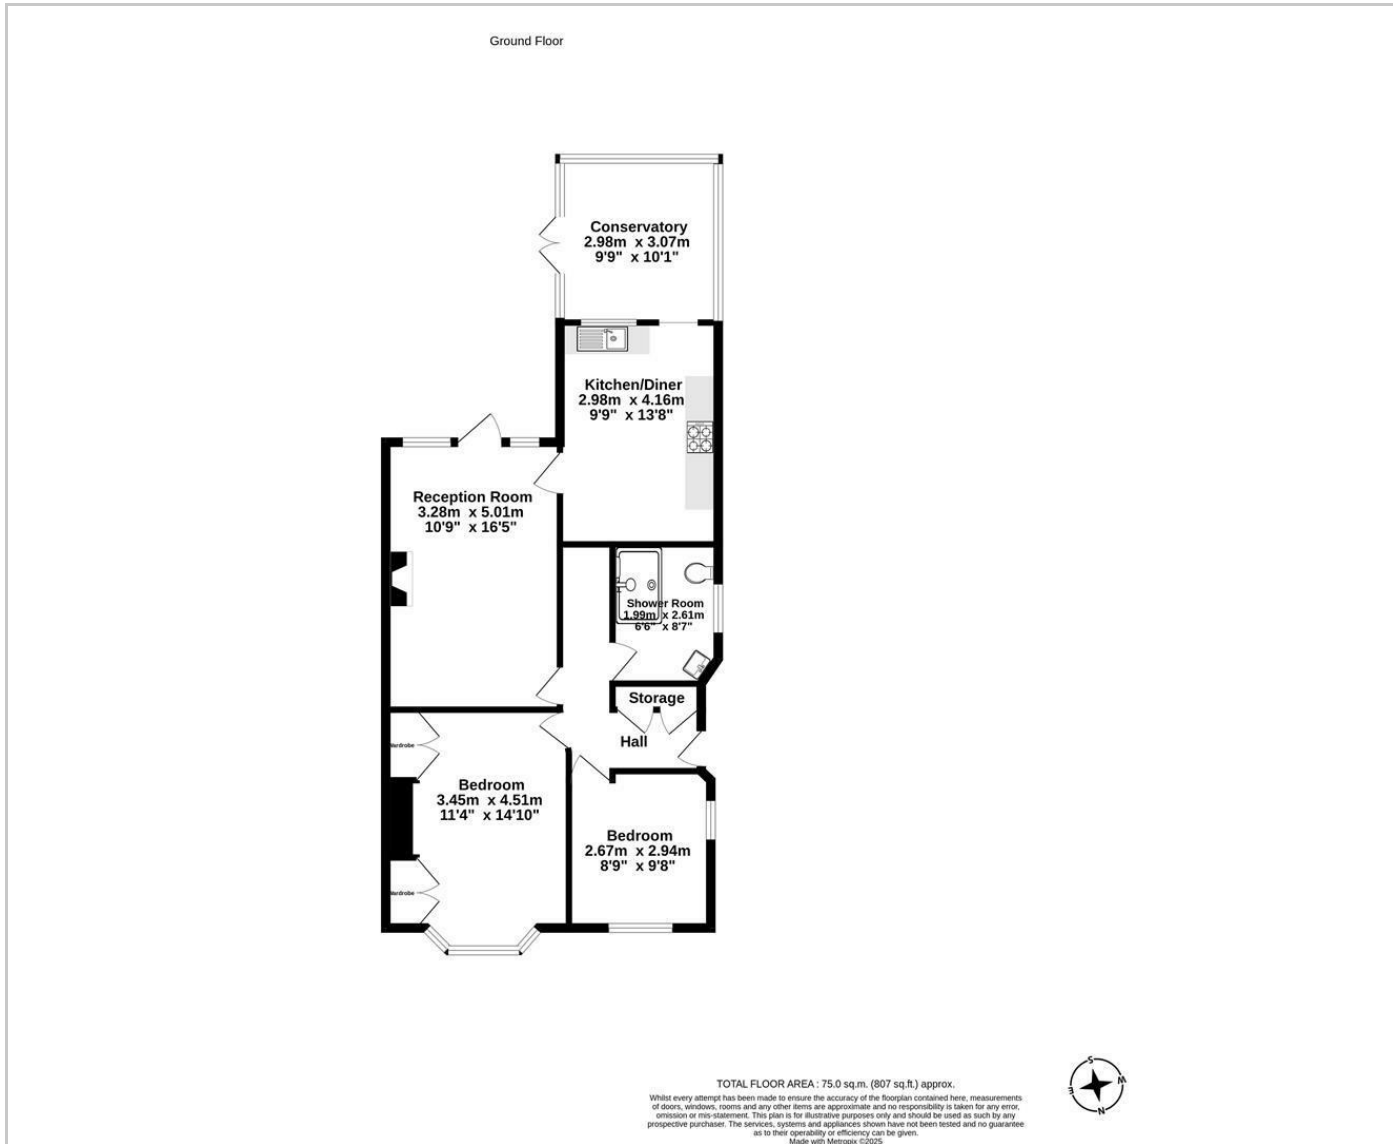 Ground Floor
Conservatory
2.98m x 3.07m
9'9" x 10'1"
Kitchen/Diner
2.98m x 4.16m
9'9" x 13'8"
Reception Room
3.28m x 5.01m
10'9" x 16'5"
Shower Room
1.99m x 2.61m
6'6" x 8'7"
Storage
Hall
Wardrobe
Bedroom
3.45m x 4.51m
11'4" x 14'10"
Bedroom
2.67m x 2.94m
8'9" x 9'8"
Wardrobe
S
W
E
N
TOTAL FLOOR AREA : 75.0 sq.m. (807 sq.ft.) approx.
Whilst every attempt has been made to ensure the accuracy of the floorplan contained here, measurements
of doors, windows, rooms and any other items are approximate and no responsibility is taken for any error,
omission or mis-statement. This plan is for illustrative purposes only and should be used as such by any
prospective purchaser. The services, systems and appliances shown have not been tested and no guarantee
as to their operability or efficiency can be given.
Made with Metropix ©2025